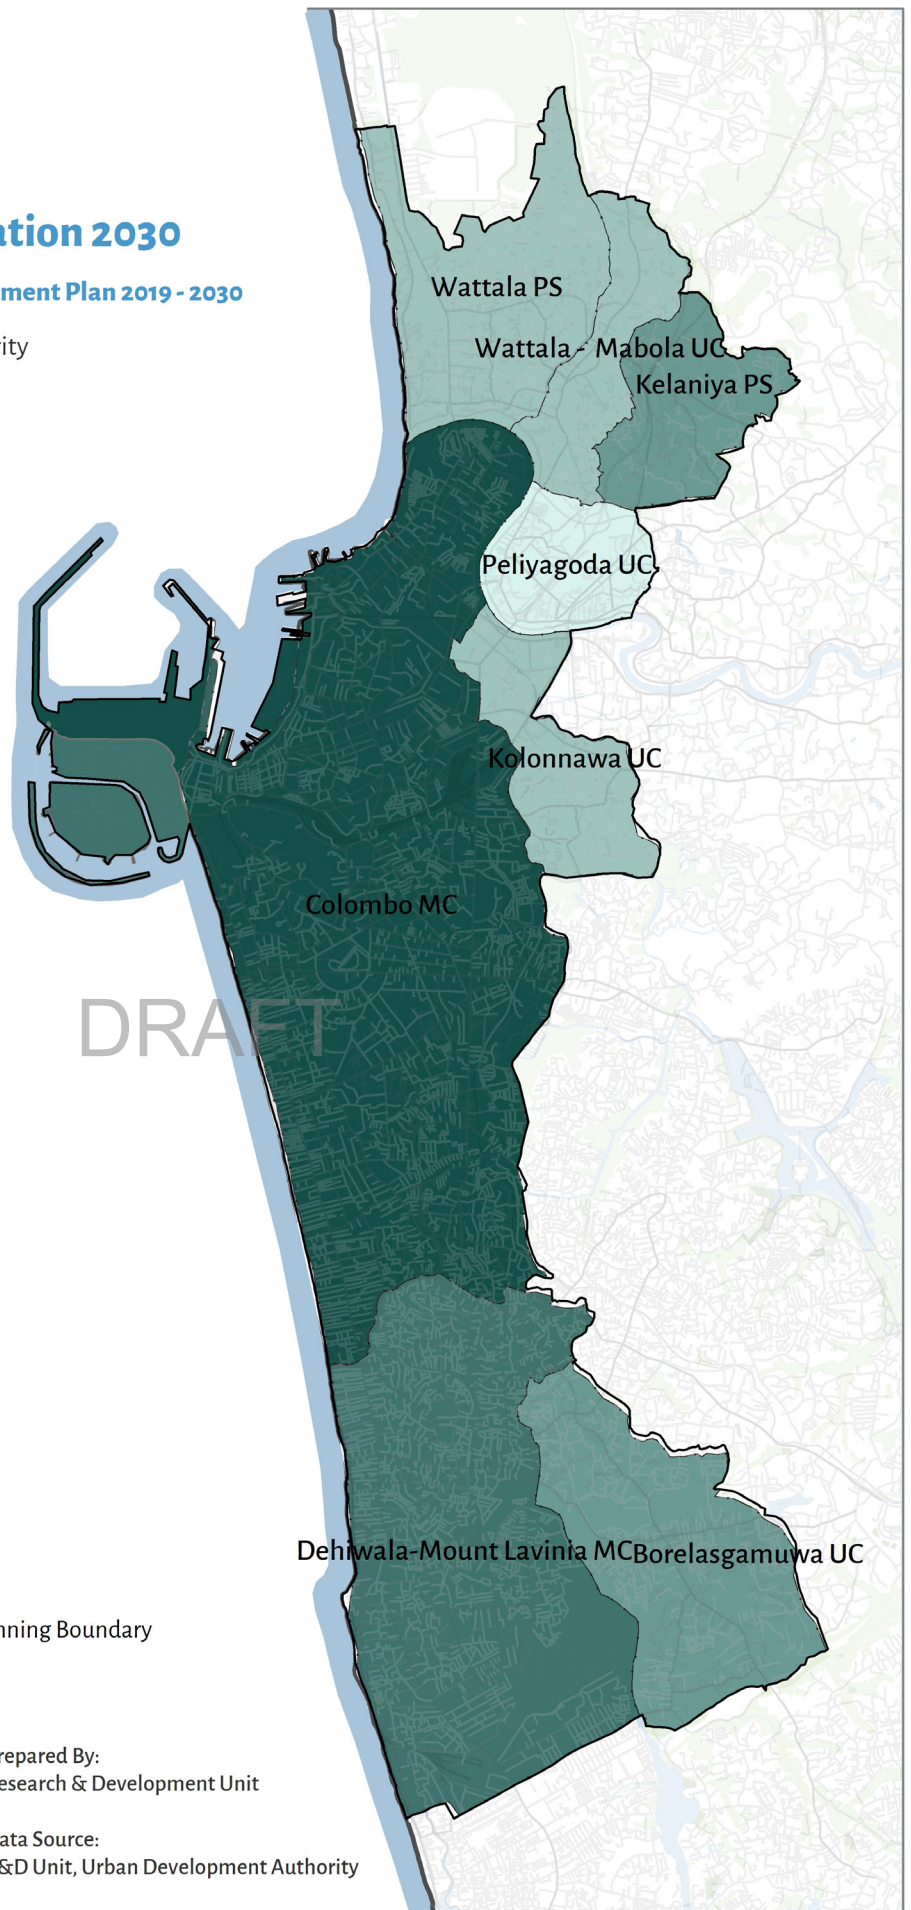 ation 2030
ment Plan 2019 - 2030
rity
Wattala PS
Wattala - Mabola UC
Kelaniya PS
Peliyagoda UC
Kolonnawa UC
Colombo MC
DRAFT
Dehiwala-Mount Lavinia MC
Borelasgamuwa UC
nning Boundary
repared By:
esearch & Development Unit
ata Source:
&D Unit, Urban Development Authority